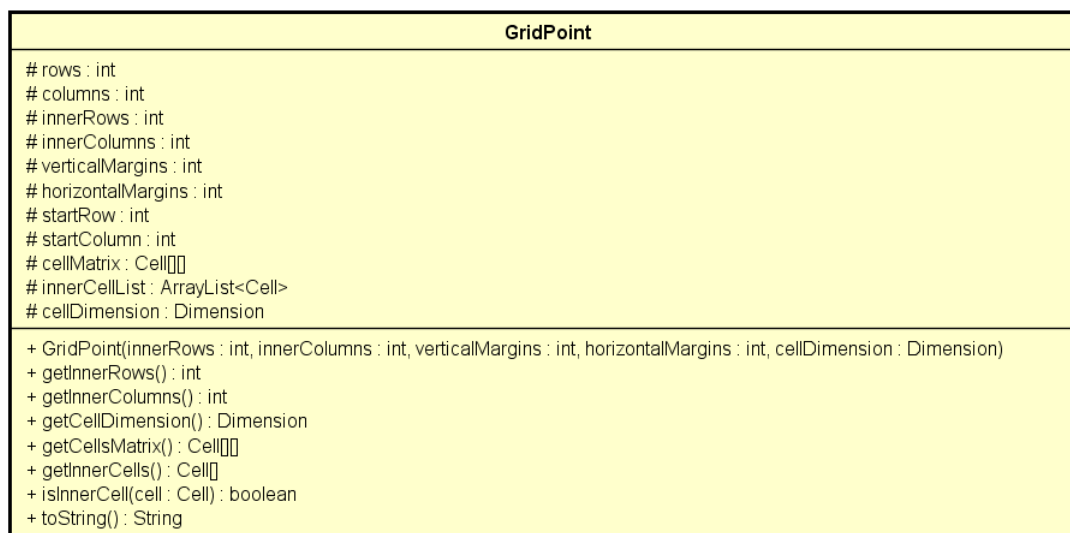 GridPoint
# rows : int
# columns : int
# innerRows : int
# innerColumns : int
# verticalMargins : int
# horizontalMargins : int
# startRow : int
# startColumn : int
# cellMatrix : Cell[][]
# innerCellList : ArrayList<Cell>
# cellDimension : Dimension
+ GridPoint(innerRows : int, innerColumns : int, verticalMargins : int, horizontalMargins : int, cellDimension : Dimension)
+ getInnerRows() : int
+ getInnerColumns() : int
+ getCellDimension() : Dimension
+ getCellsMatrix() : Cell[][]
+ getInnerCells() : Cell[]
+ isInnerCell(cell : Cell) : boolean
+ toString() : String